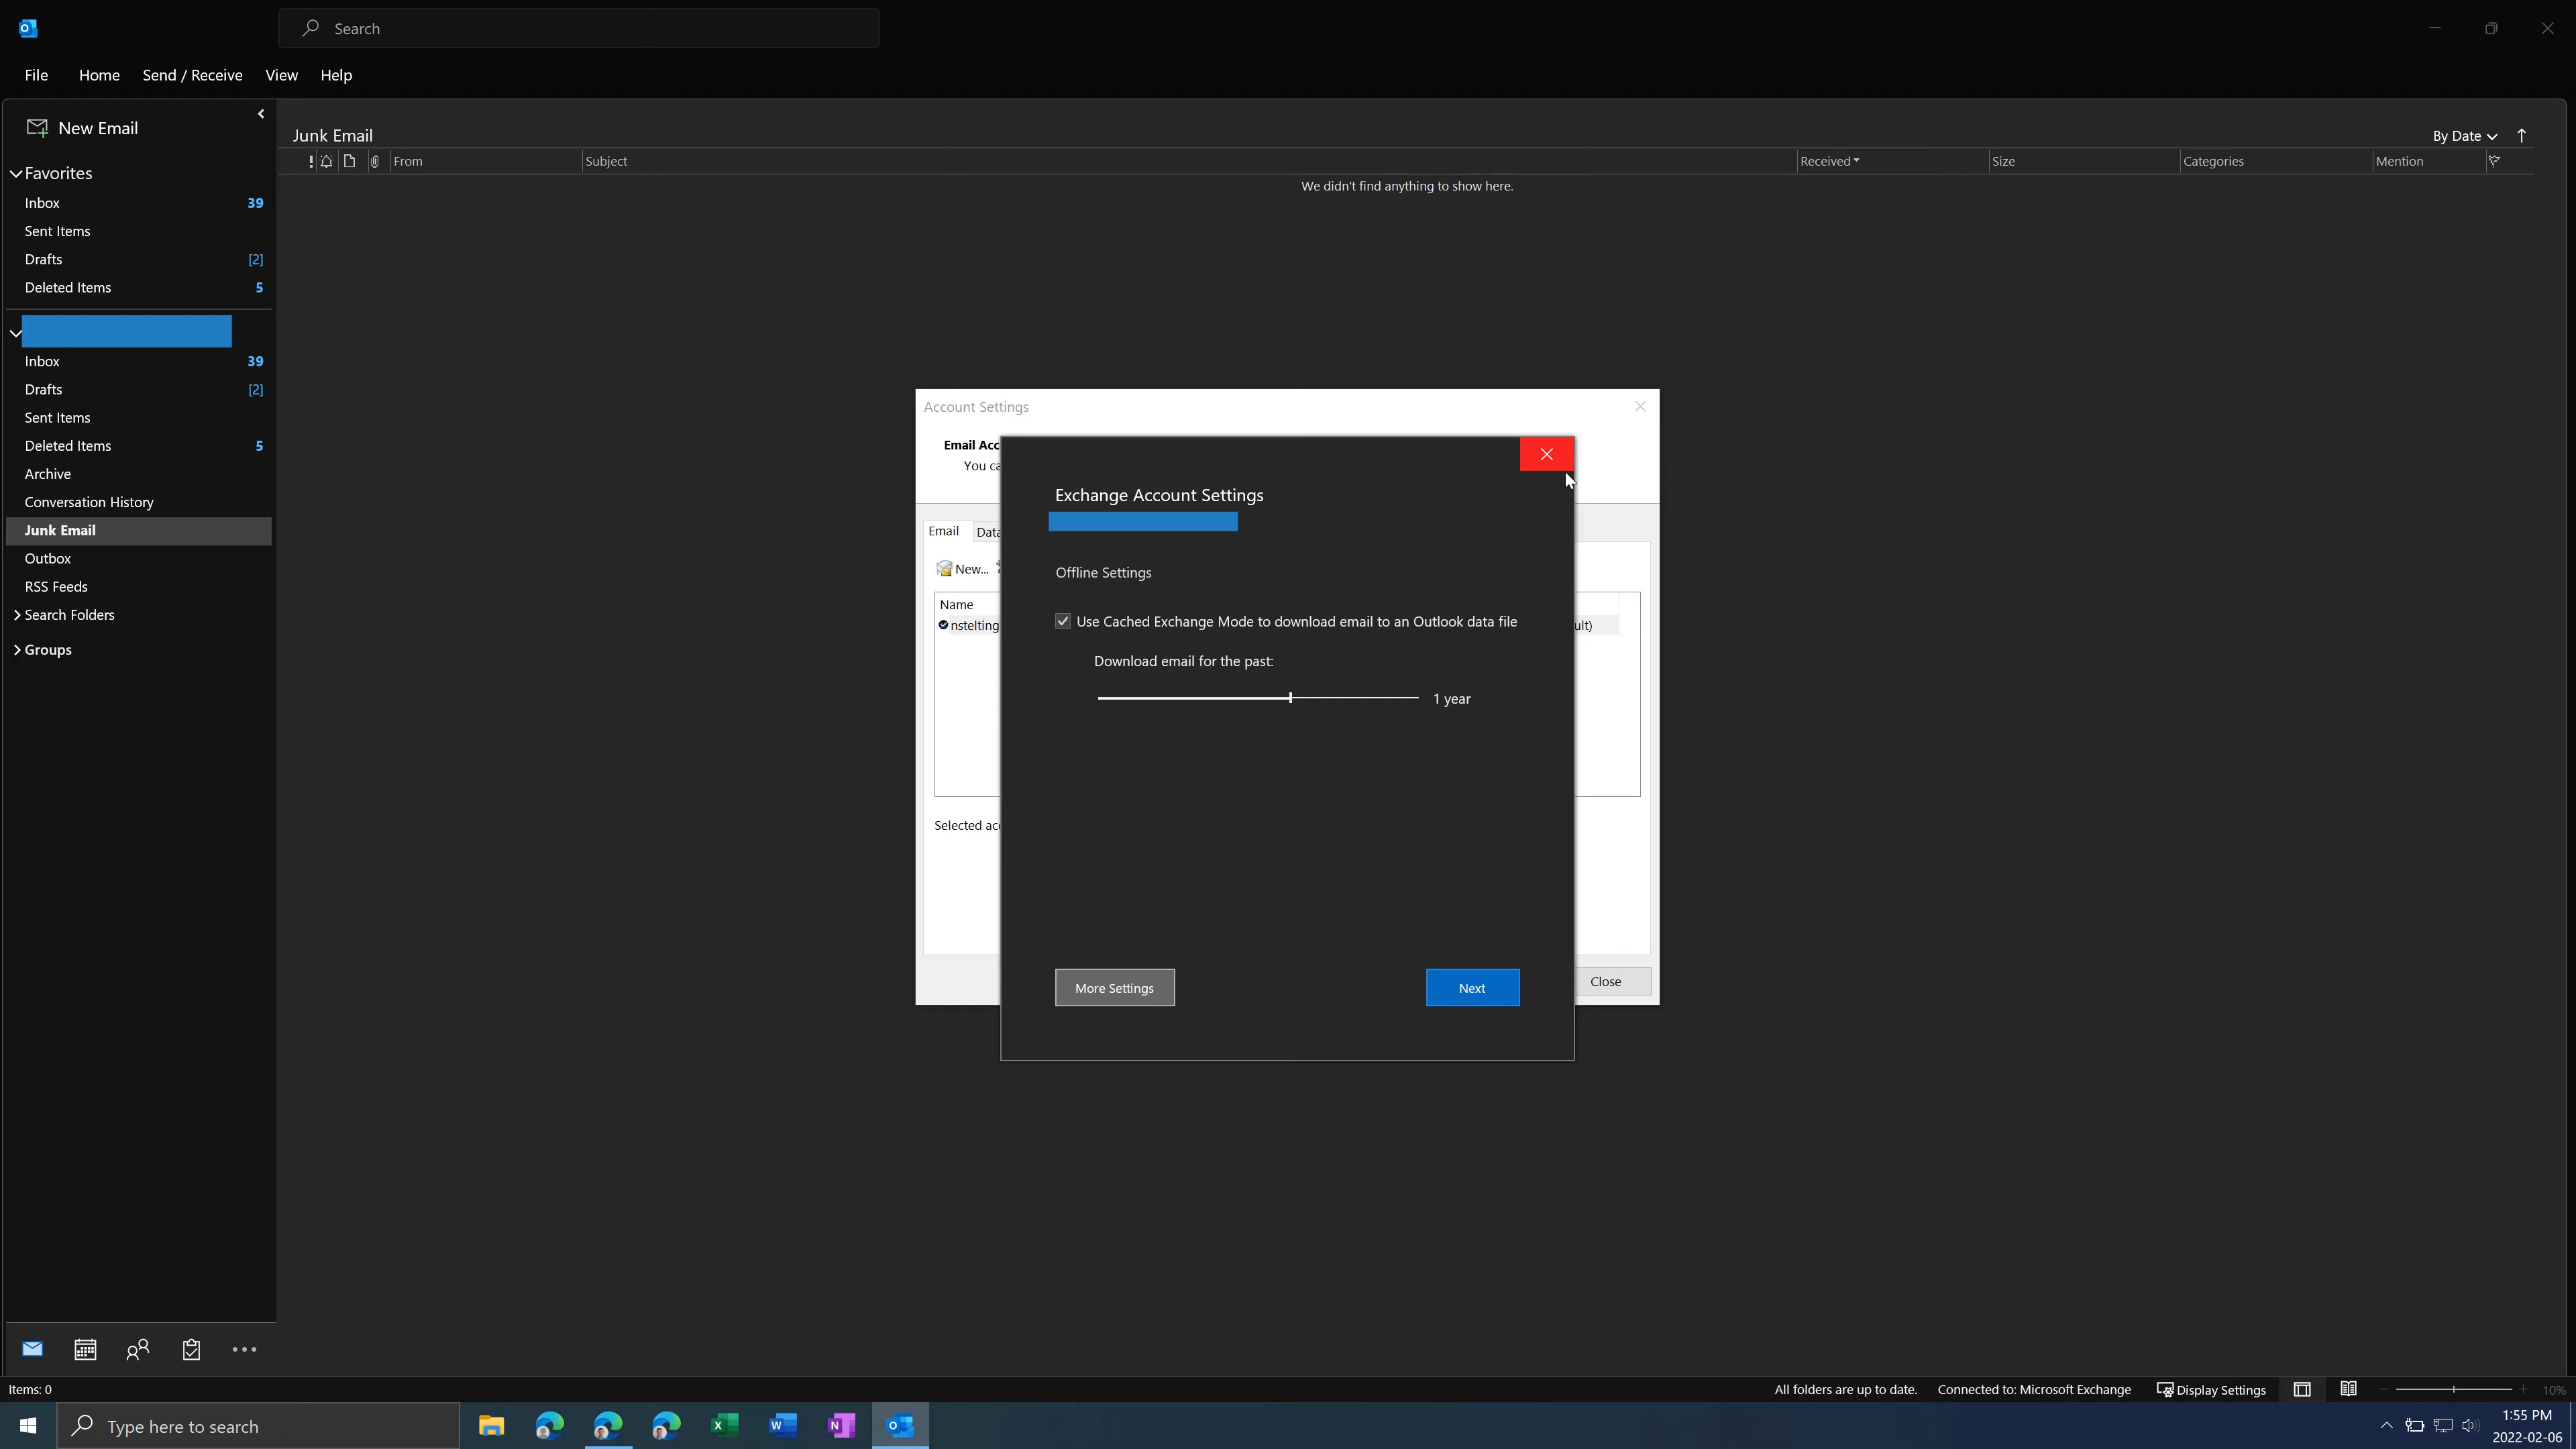 Search
File Home Send / Receive View Help
New Email
Favorites
Inbox 39
Sent Items
Drafts [2]
Deleted Items 5
Inbox 39
Drafts [2]
Sent Items
Deleted Items 5
Archive
Conversation History
Junk Email
Outbox
RSS Feeds
Search Folders
Groups
Junk Email
By Date
From Subject Received Size Categories Mention
We didn't find anything to show here.
Account Settings
Email Acc
You ca
Email Data
New...
Name
nstelting
ult)
Selected acc
Close
Exchange Account Settings
Offline Settings
Use Cached Exchange Mode to download email to an Outlook data file
Download email for the past:
1 year
More Settings Next
Items: 0
All folders are up to date. Connected to: Microsoft Exchange Display Settings 10%
Type here to search
1:55 PM
2022-02-06